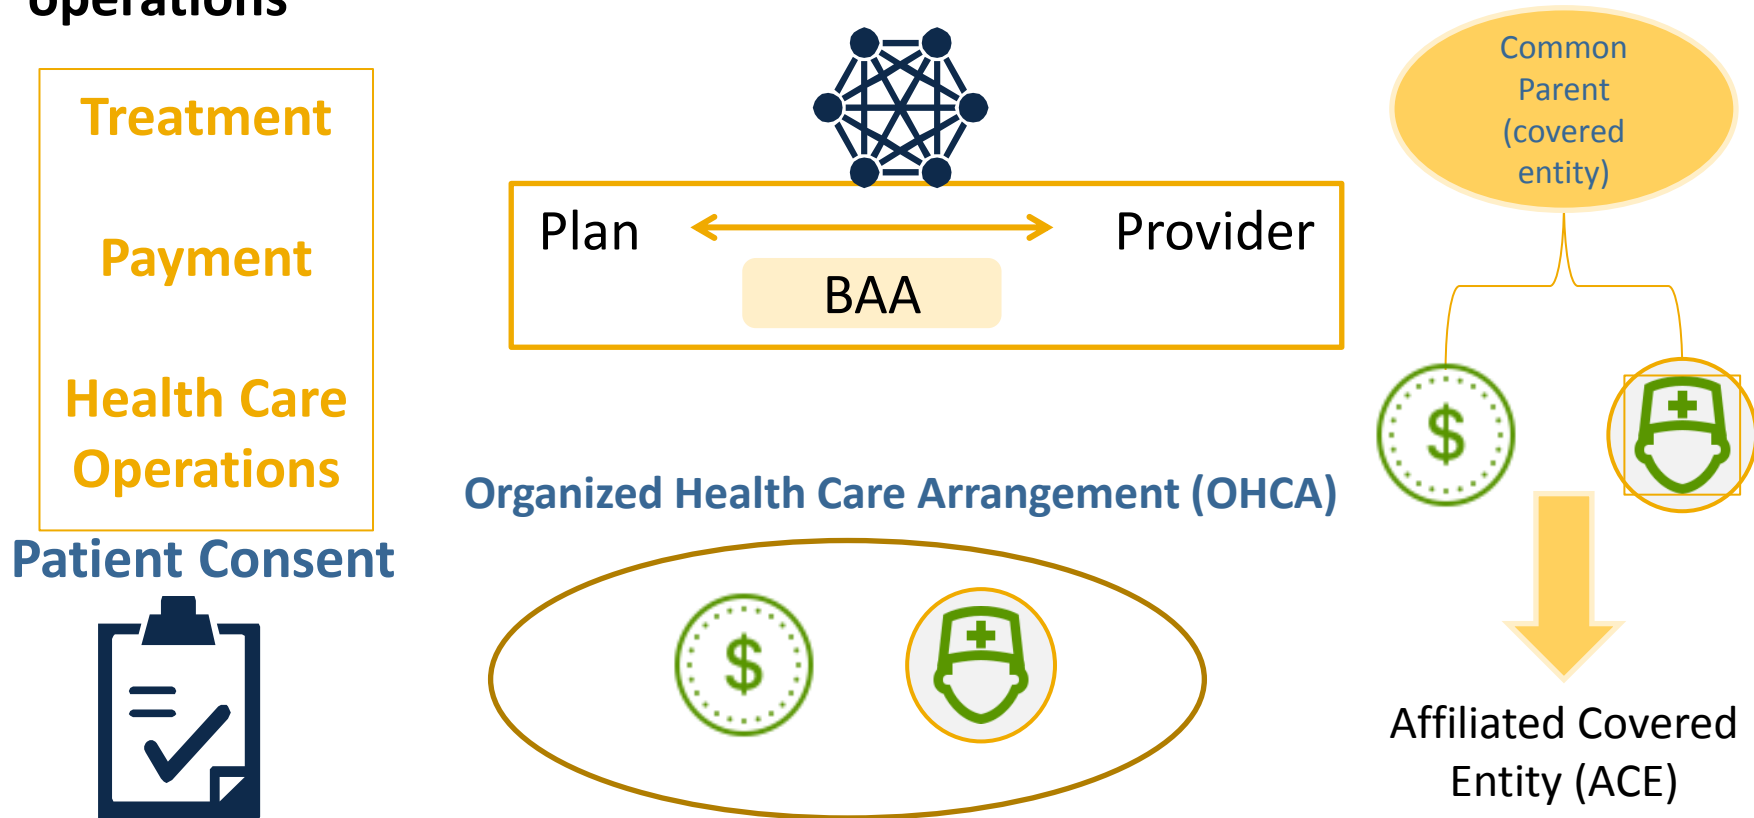 operations
Treatment
Payment
Health Care
Operations
Patient Consent
Plan
Provider
BAA
Organized Health Care Arrangement (OHCA)
$
Common
Parent
(covered
entity)
$
Affiliated Covered
Entity (ACE)